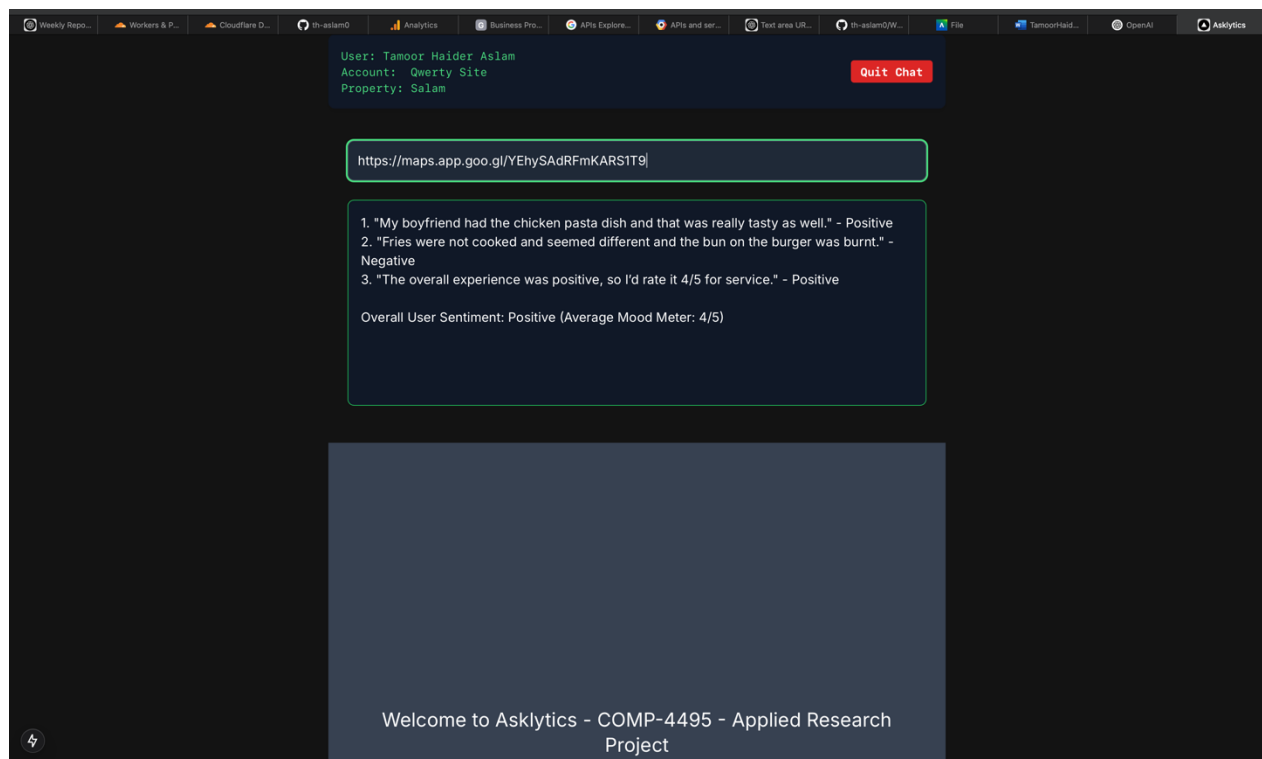 Weekly Repo...
Workers & P...
Cloudflare D...
th-aslam0
Analytics
Business Pro...
APIs Explore...
APIs and ser...
Text area UR...
th-aslam0/W...
File
TamoorHaid...
OpenAI
Asklytics
User: Tamoor Haider Aslam
Account: Qwerty Site
Property: Salam
Quit Chat
https://maps.app.goo.gl/YEhySAdRFmKARS1T9
1. "My boyfriend had the chicken pasta dish and that was really tasty as well." - Positive
2. "Fries were not cooked and seemed different and the bun on the burger was burnt." -
Negative
3. "The overall experience was positive, so I'd rate it 4/5 for service." - Positive
Overall User Sentiment: Positive (Average Mood Meter: 4/5)
Welcome to Asklytics - COMP-4495 - Applied Research
Project